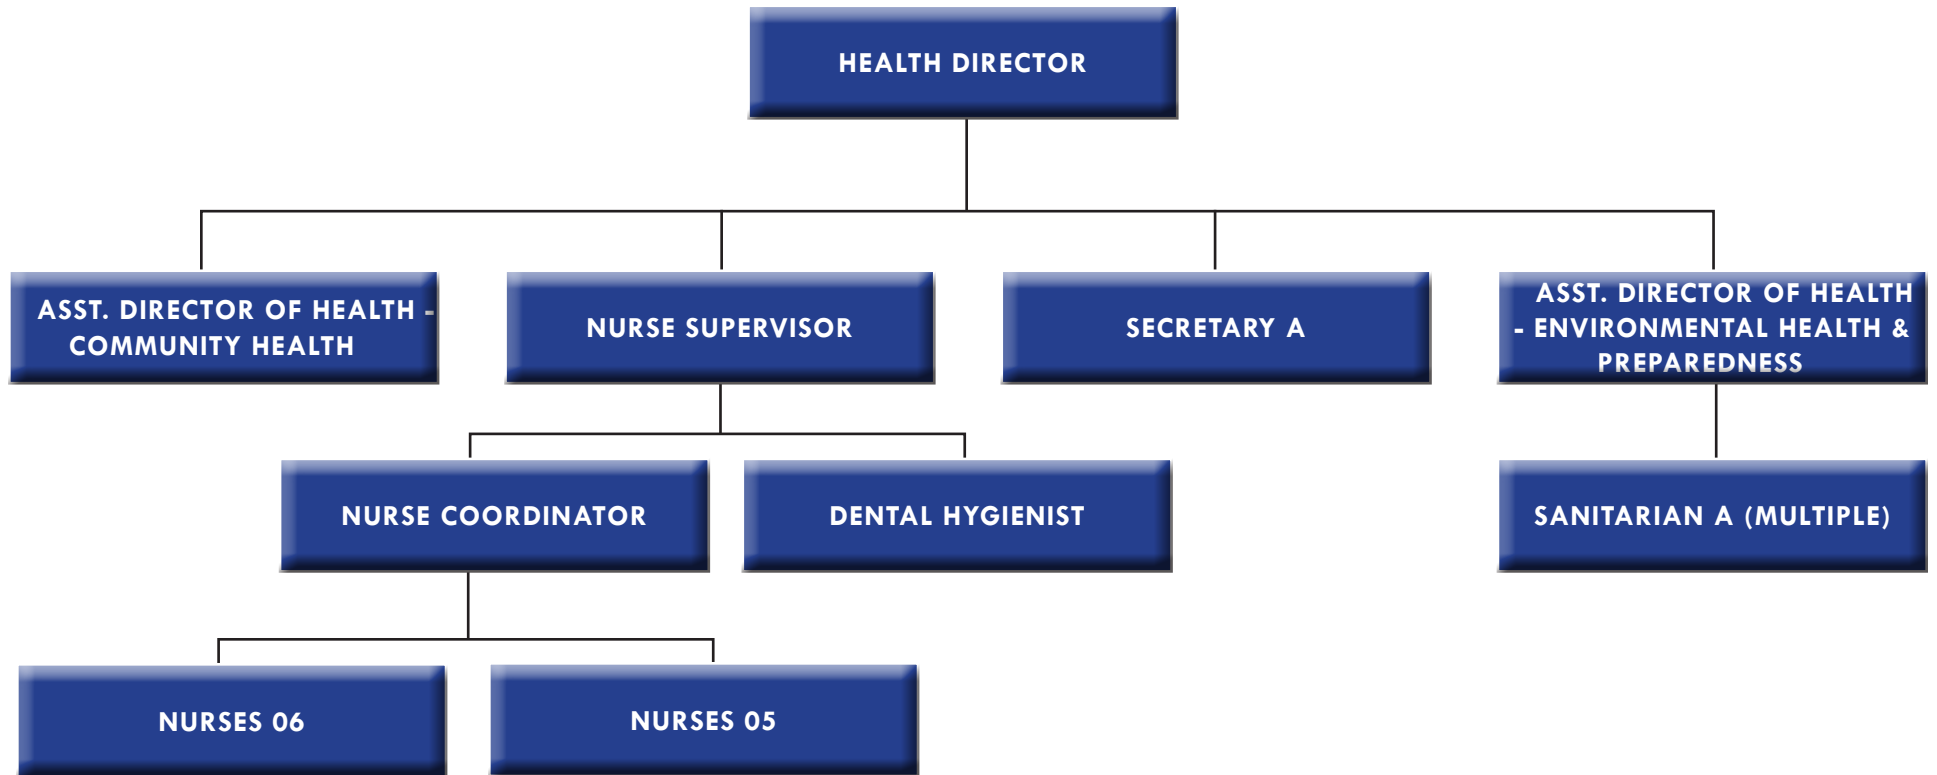 HEALTH DIRECTOR
ASST. DIRECTOR OF HEALTH -
COMMUNITY HEALTH
NURSE SUPERVISOR
SECRETARY A
ASST. DIRECTOR OF HEALTH
- ENVIRONMENTAL HEALTH &
PREPAREDNESS
NURSE COORDINATOR
DENTAL HYGIENIST
SANITARIAN A (MULTIPLE)
NURSES 06
NURSES 05